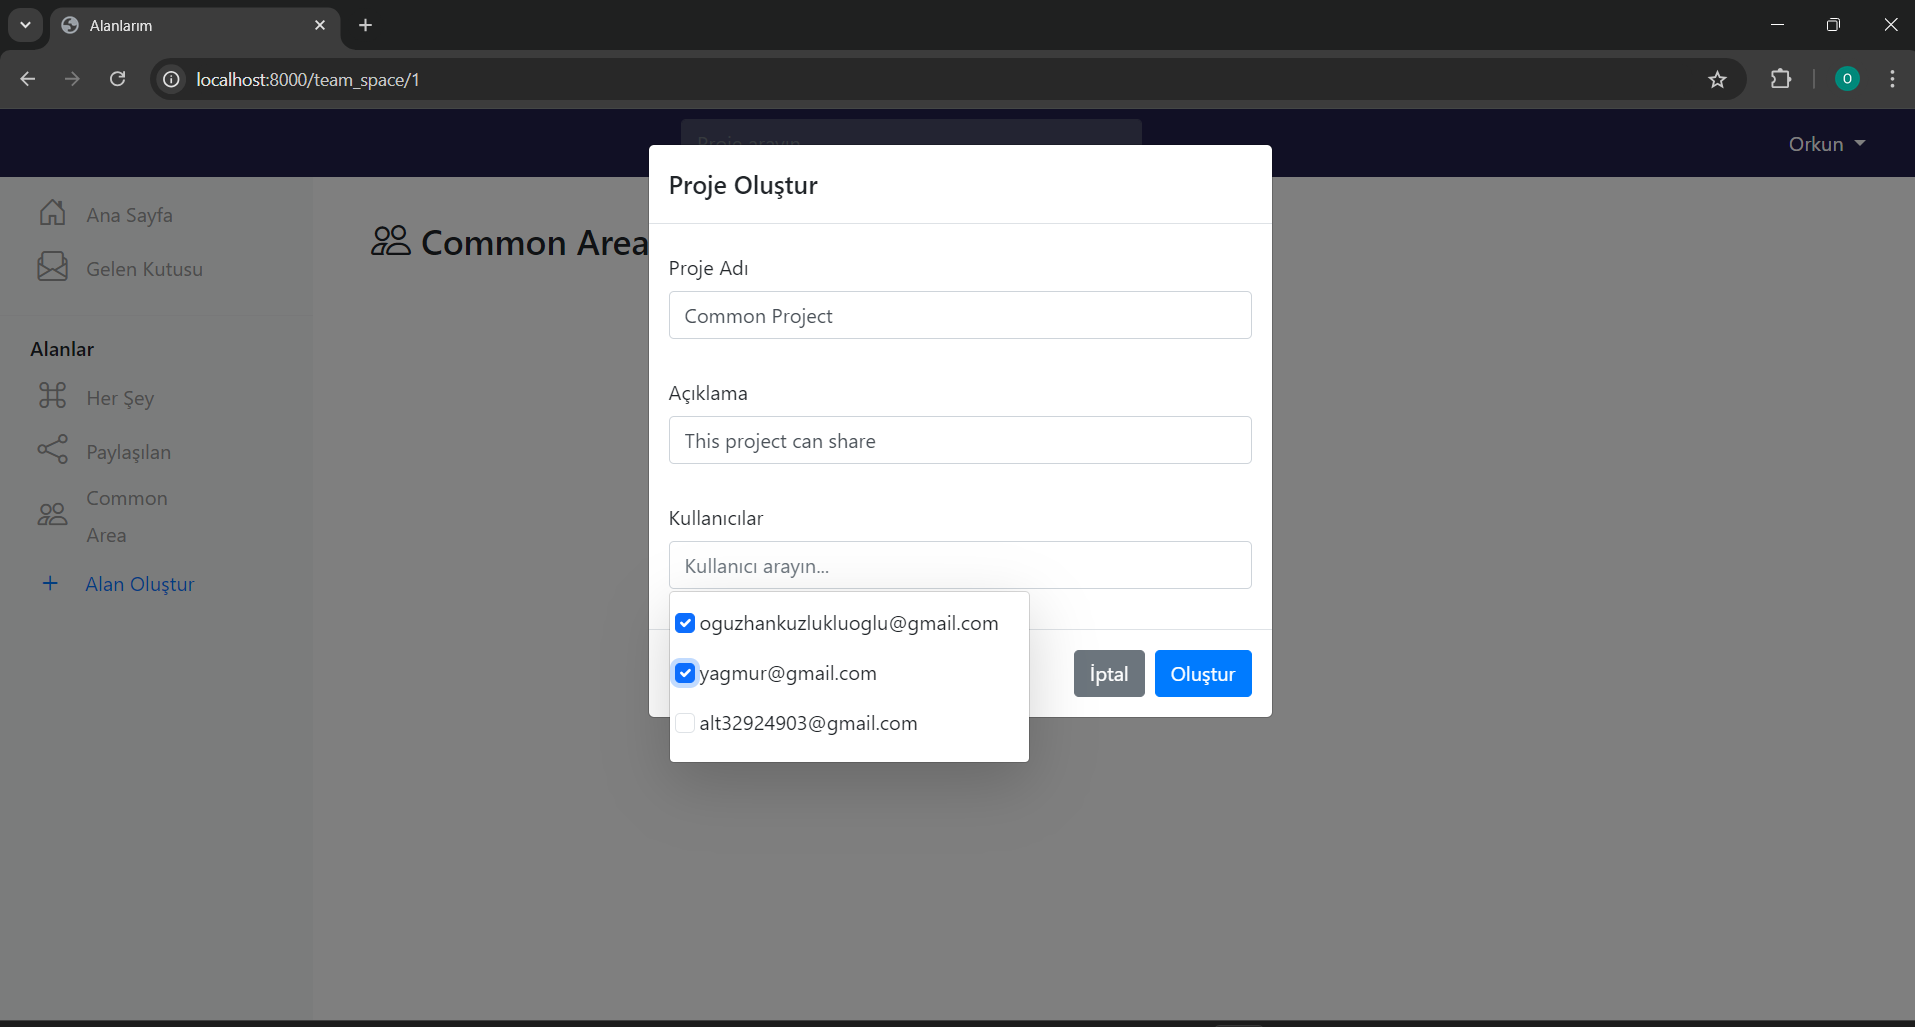 Alanlarım
localhost:8000/team_space/1
O
Proje arayın
Orkun
Ana Sayfa
Gelen Kutusu
Alanlar
Her Şey
Paylaşılan
Common
Area
Alan Oluştur
Common Area
Proje Oluştur
Proje Adı
Common Project
Açıklama
This project can share
Kullanıcılar
Kullanıcı arayın...
oguzhankuzlukluoglu@gmail.com
yagmur@gmail.com
alt32924903@gmail.com
İptal
Oluştur